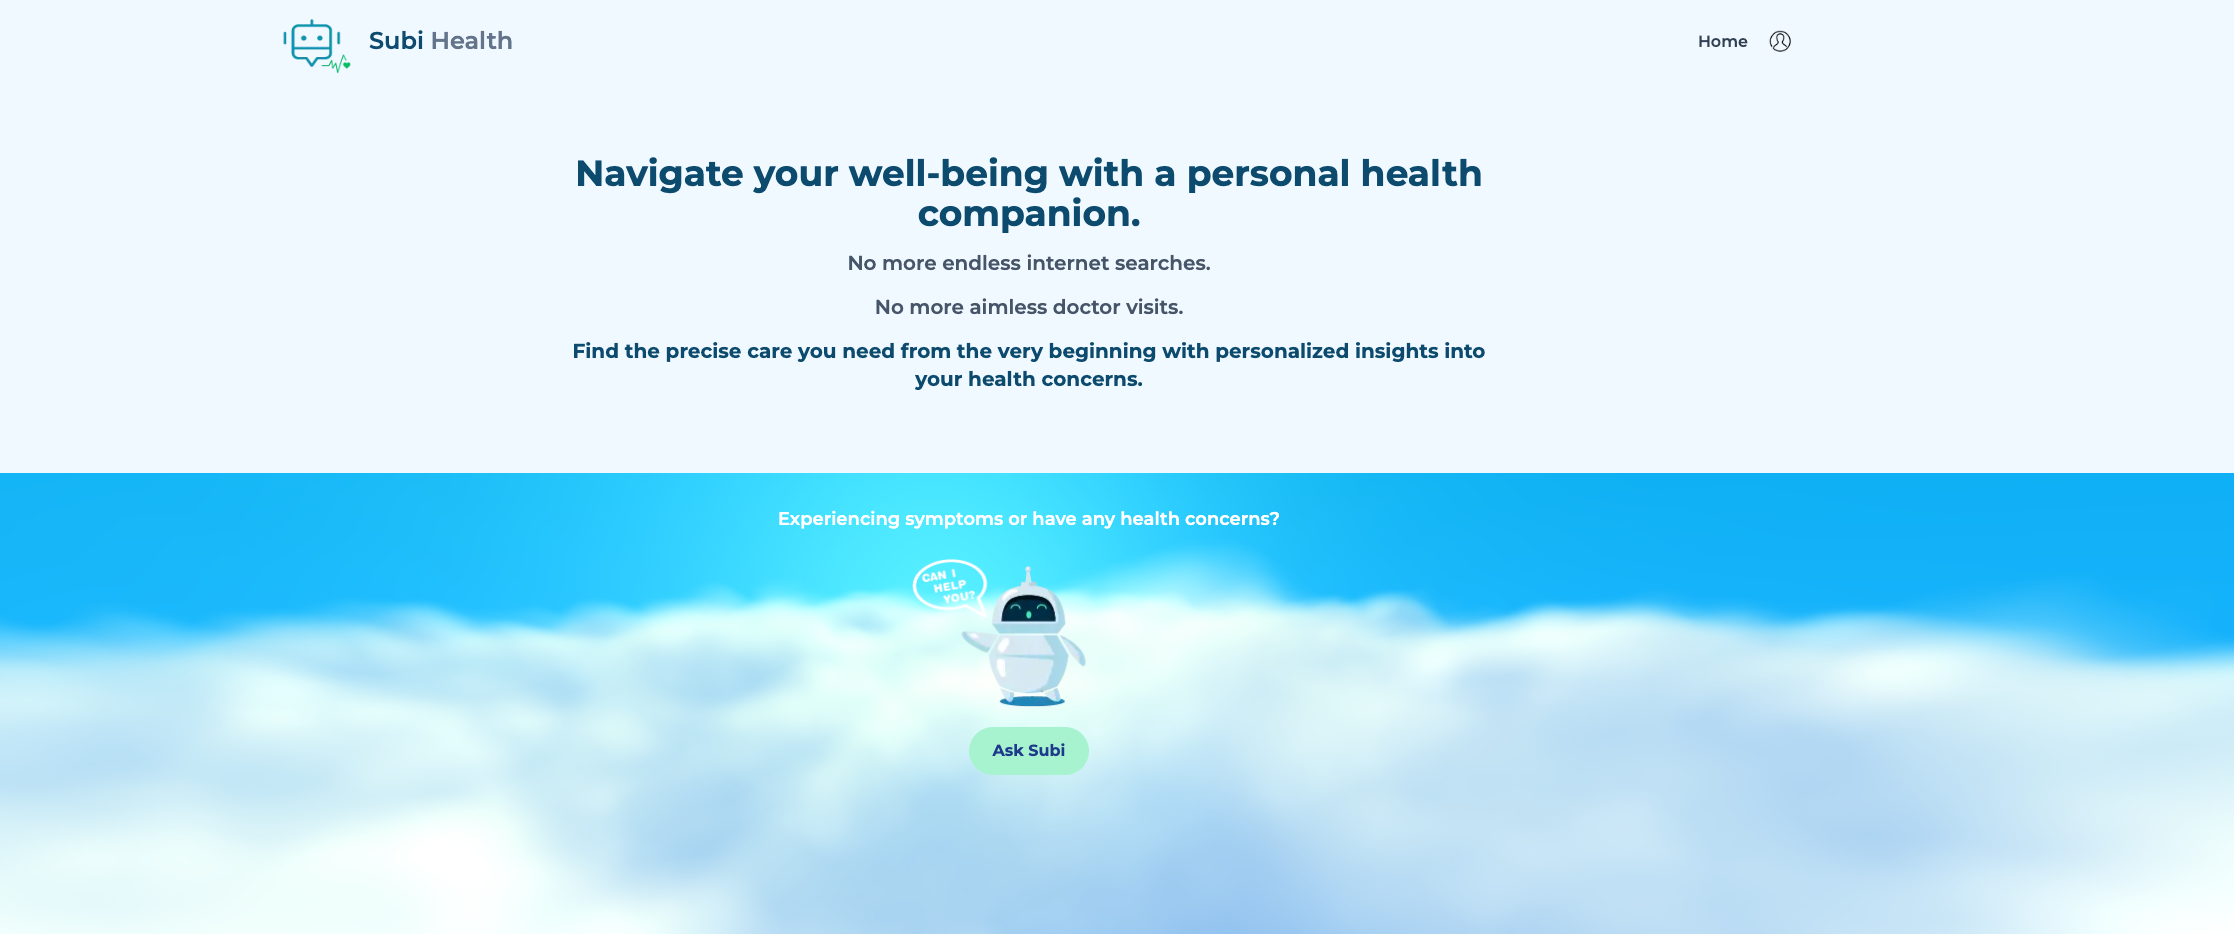 Subi Health
Home
Navigate your well-being with a personal health
companion.
No more endless internet searches.
No more aimless doctor visits.
Find the precise care you need from the very beginning with personalized insights into
your health concerns.
Experiencing symptoms or have any health concerns?
CAN I
HELP
YOU?
Ask Subi